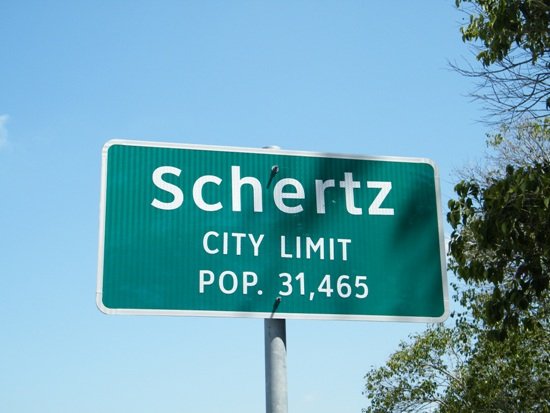 Schertz
CITY LIMIT
POP. 31,465